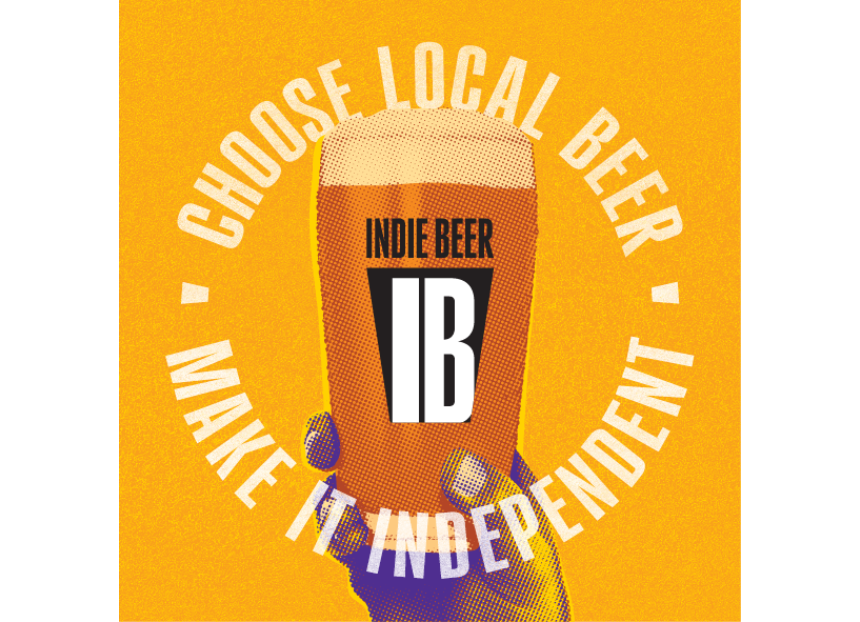 CHOOSE LOCAL BEER
INDIE BEER
IB
MAKE IT INDEPENDENT